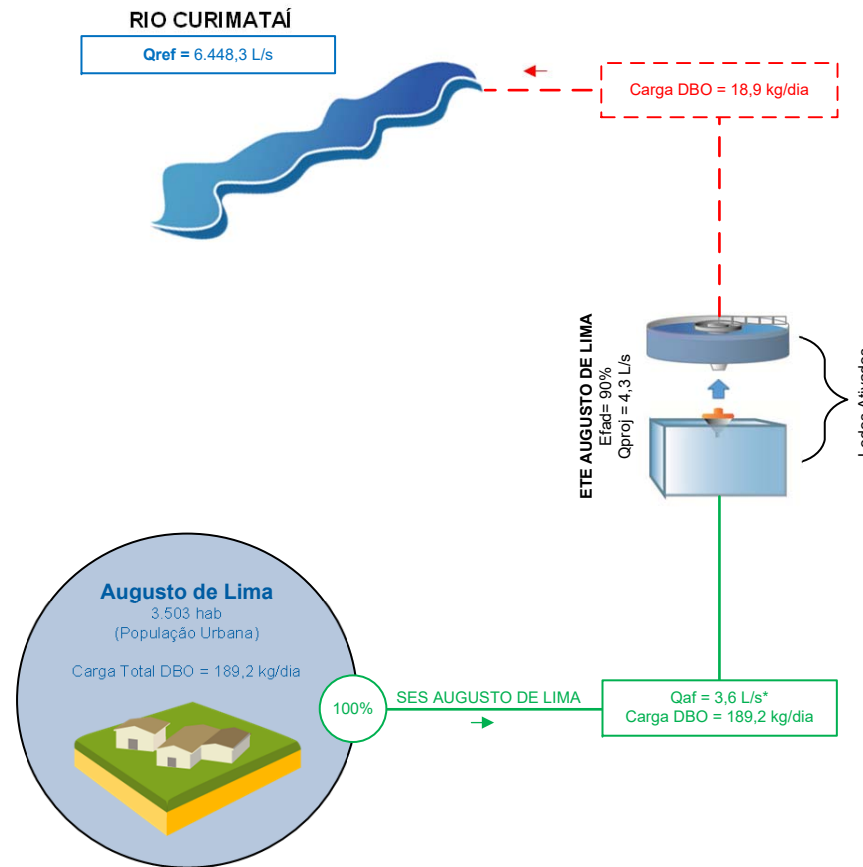 RIO CURIMATAÍ
Qref = 6.448,3 L/s
Carga DBO = 18,9 kg/dia
ETE AUGUSTO DE LIMA
Efad= 90%
Qproj = 4,3 L/s
Augusto de Lima
3.503 hab
(População Urbana)
Carga Total DBO = 189,2 kg/dia
100%
SES AUGUSTO DE LIMA
Qaf = 3,6 L/s*
Carga DBO = 189,2 kg/dia